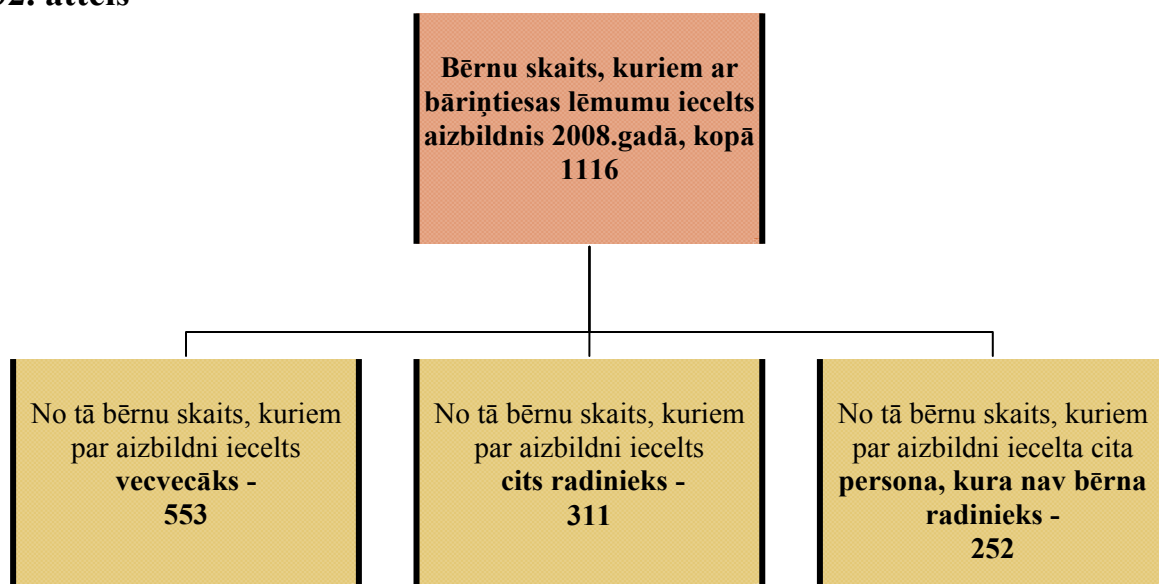 Bērnu skaits, kuriem ar
bāriņtiesas lēmumu iecelts
aizbildnis 2008.gadā, kopā
1116
No tā bērnu skaits, kuriem
par aizbildni iecelts
vecvecāks -
553
No tā bērnu skaits, kuriem
par aizbildni iecelts
cits radinieks -
311
No tā bērnu skaits, kuriem
par aizbildni iecelta cita
persona, kura nav bērna
radinieks -
252